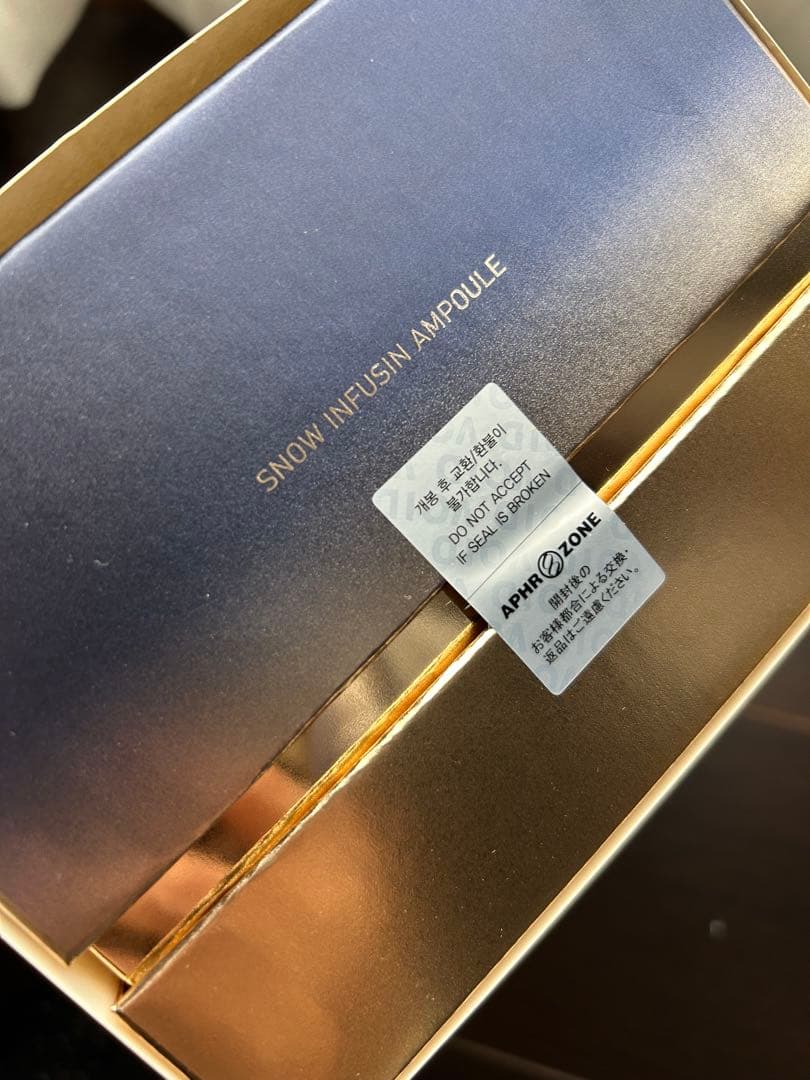 SNOW INFUSIN AMPOULE
개봉 후 교환/환불이
불가합니다.
DO NOT ACCEPT
IF SEAL IS BROKEN
APHROZONE
開封後の
お客様都合による交換・
返品はご遠慮ください。